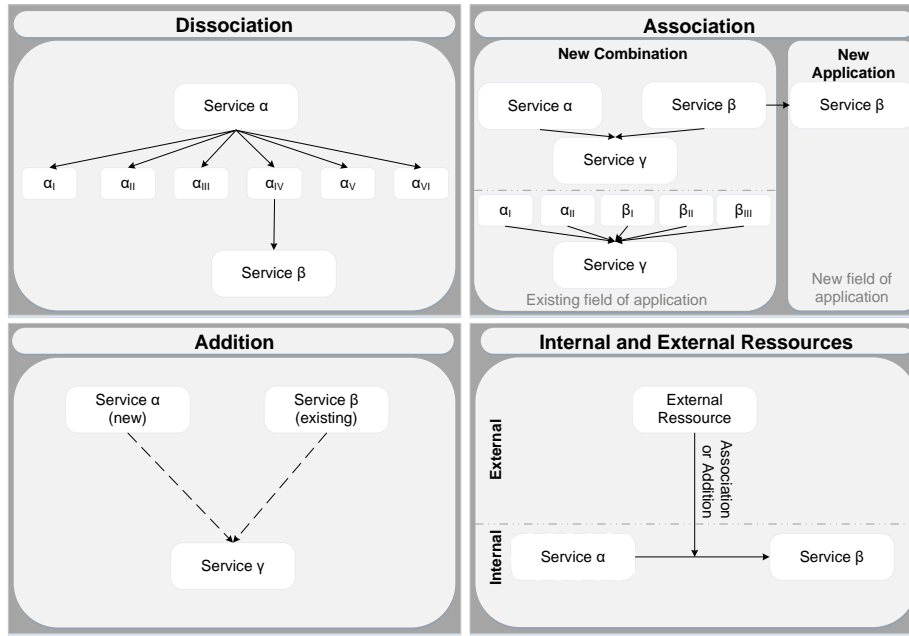 Dissociation
Service α
αI
αII
αIII
αIV
αV
αVI
Service β
Association
New Combination
New
Application
Service α
Service β
Service β
Service γ
αI
αII
βI
βII
βIII
Service γ
Existing field of application
New field of
application
Addition
Service α
(new)
Service β
(existing)
Service γ
Internal and External Ressources
External
External
Ressource
Association
or Addition
Internal
Service α
Service β